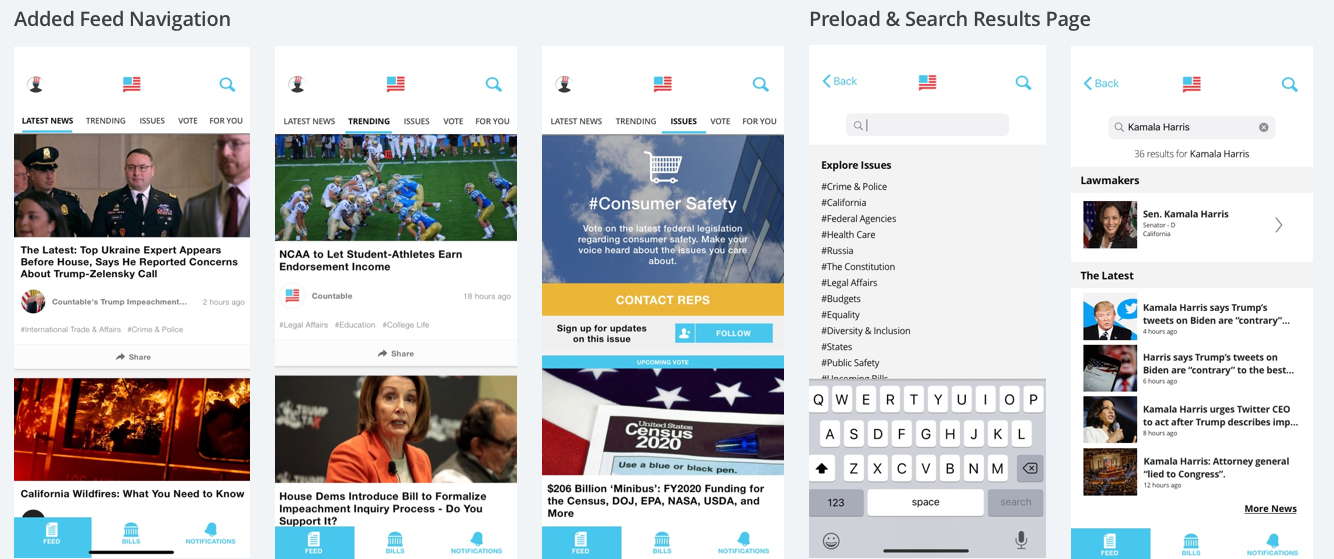 Added Feed Navigation
LATEST NEWS TRENDING ISSUES VOTE FOR YOU
The Latest: Top Ukraine Expert Appears
Before House, Says He Reported Concerns
About Trump-Zelensky Call
Countable's Trump Impeachment... 2 hours ago
#International Trade & Affairs #Crime & Police
Share
California Wildfires: What You Need to Know
FEED BILLS NOTIFICATIONS
LATEST NEWS TRENDING ISSUES VOTE FOR YOU
NCAA to Let Student-Athletes Earn
Endorsement Income
Countable 18 hours ago
#Legal Affairs #Education #College Life
Share
House Dems Introduce Bill to Formalize
Impeachment Inquiry Process - Do You
Support It?
FEED BILLS NOTIFICATIONS
LATEST NEWS TRENDING ISSUES VOTE FOR YOU
#Consumer Safety
Vote on the latest federal legislation
regarding consumer safety. Make your
voice heard about the issues you care
about.
CONTACT REPS
Sign up for updates
on this issue
FOLLOW
UPCOMING VOTE
United States
Census
2020
Use a blue or black pen.
$206 Billion 'Minibus': FY2020 Funding for
the Census, DOJ, EPA, NASA, USDA, and
More
FEED BILLS NOTIFICATIONS
Preload & Search Results Page
Back
Explore Issues
#Crime & Police
#California
#Federal Agencies
#Health Care
#Russia
#The Constitution
#Legal Affairs
#Budgets
#Equality
#Diversity & Inclusion
#States
#Public Safety
#Upcoming Bills
Q W E R T Y U I O P
A S D F G H J K L
Z X C V B N M
123 space search
Back
Kamala Harris
36 results for Kamala Harris
Lawmakers
Sen. Kamala Harris
Senator - D
California
The Latest
Kamala Harris says Trump's
tweets on Biden are "contrary"...
4 hours ago
Harris says Trump's tweets on
Biden are "contrary" to the best...
6 hours ago
Kamala Harris urges Twitter CEO
to act after Trump describes imp...
8 hours ago
Kamala Harris: Attorney general
"lied to Congress".
12 hours ago
More News
FEED BILLS NOTIFICATIONS